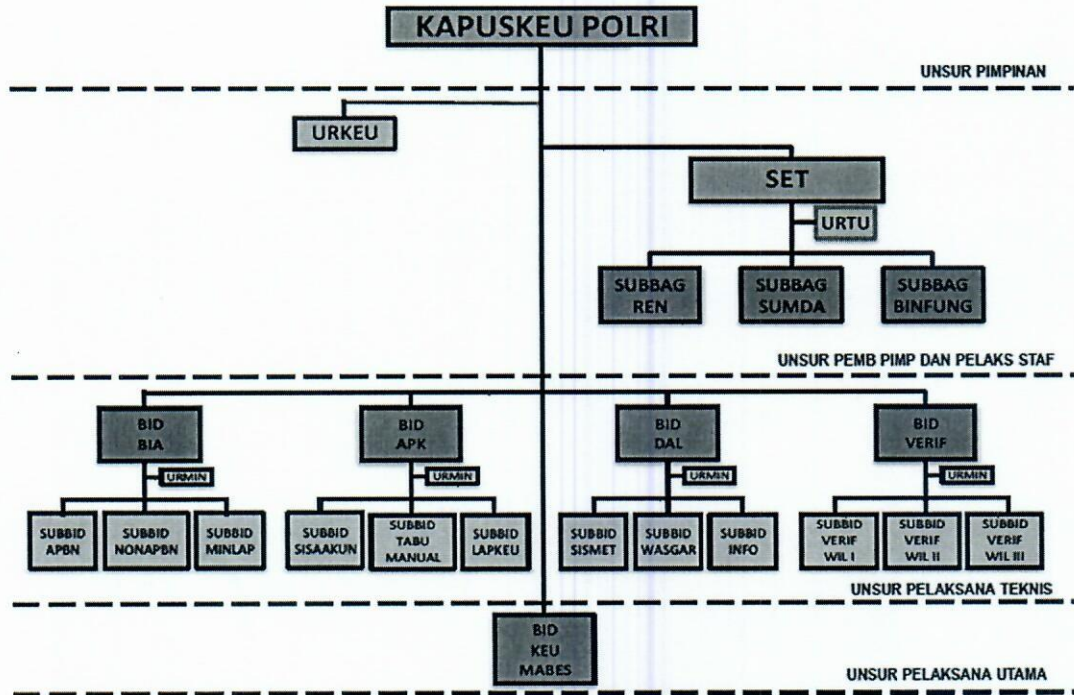 KAPUSKEU POLRI
UNSUR PIMPINAN
URKEU
SET
URTU
SUBBAG
REN
SUBBAG
SUMDA
SUBBAG
BINFUNG
UNSUR PEMB PIMP DAN PELAKS STAF
BID
BIA
URMIN
SUBBID
APBN
SUBBID
NONAPBN
SUBBID
MINLAP
BID
APK
URMIN
SUBBID
SISAAKUN
SUBBID
TABU
MANUAL
SUBBID
LAPKEU
BID
DAL
URMIN
SUBBID
SISMET
SUBBID
WASGAR
SUBBID
INFO
BID
VERIF
URMIN
SUBBID
VERIF
WIL I
SUBBID
VERIF
WIL II
SUBBID
VERIF
WIL III
UNSUR PELAKSANA TEKNIS
BID
KEU
MABES
UNSUR PELAKSANA UTAMA